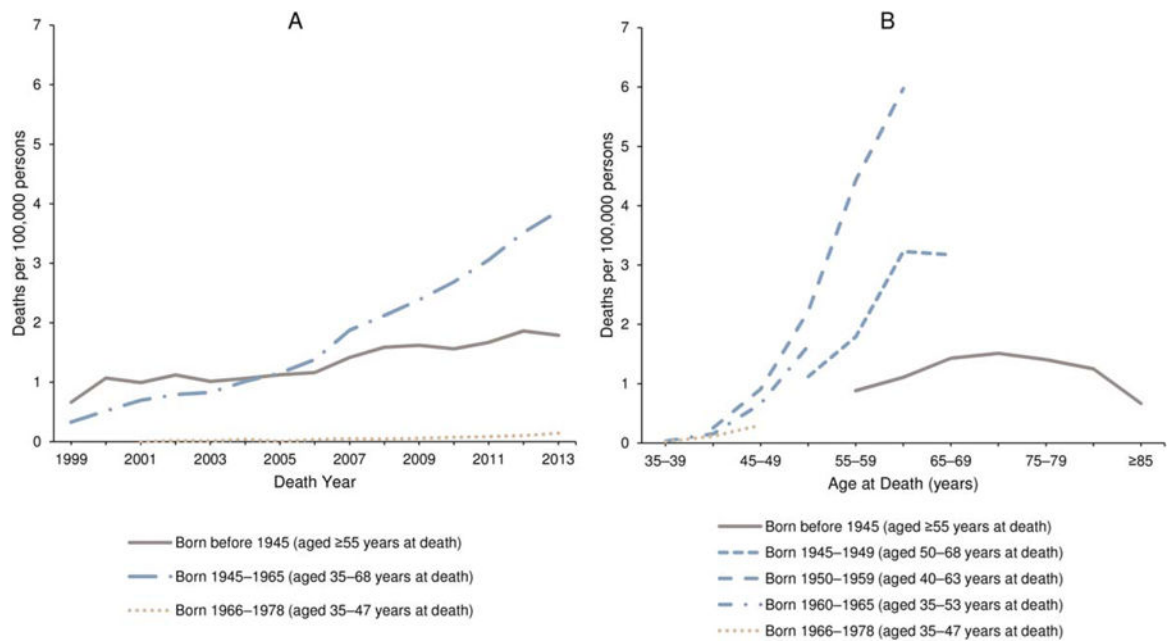 A
Deaths per 100,000 persons
7
6
5
4
3
2
1
0
1999 2001 2003 2005 2007 2009 2011 2013
Death Year
Born before 1945 (aged ≥55 years at death)
Born 1945–1965 (aged 35–68 years at death)
Born 1966–1978 (aged 35–47 years at death)
B
Deaths per 100,000 persons
7
6
5
4
3
2
1
0
35–39 45–49 55–59 65–69 75–79 ≥85
Age at Death (years)
Born before 1945 (aged ≥55 years at death)
Born 1945–1949 (aged 50–68 years at death)
Born 1950–1959 (aged 40–63 years at death)
Born 1960–1965 (aged 35–53 years at death)
Born 1966–1978 (aged 35–47 years at death)